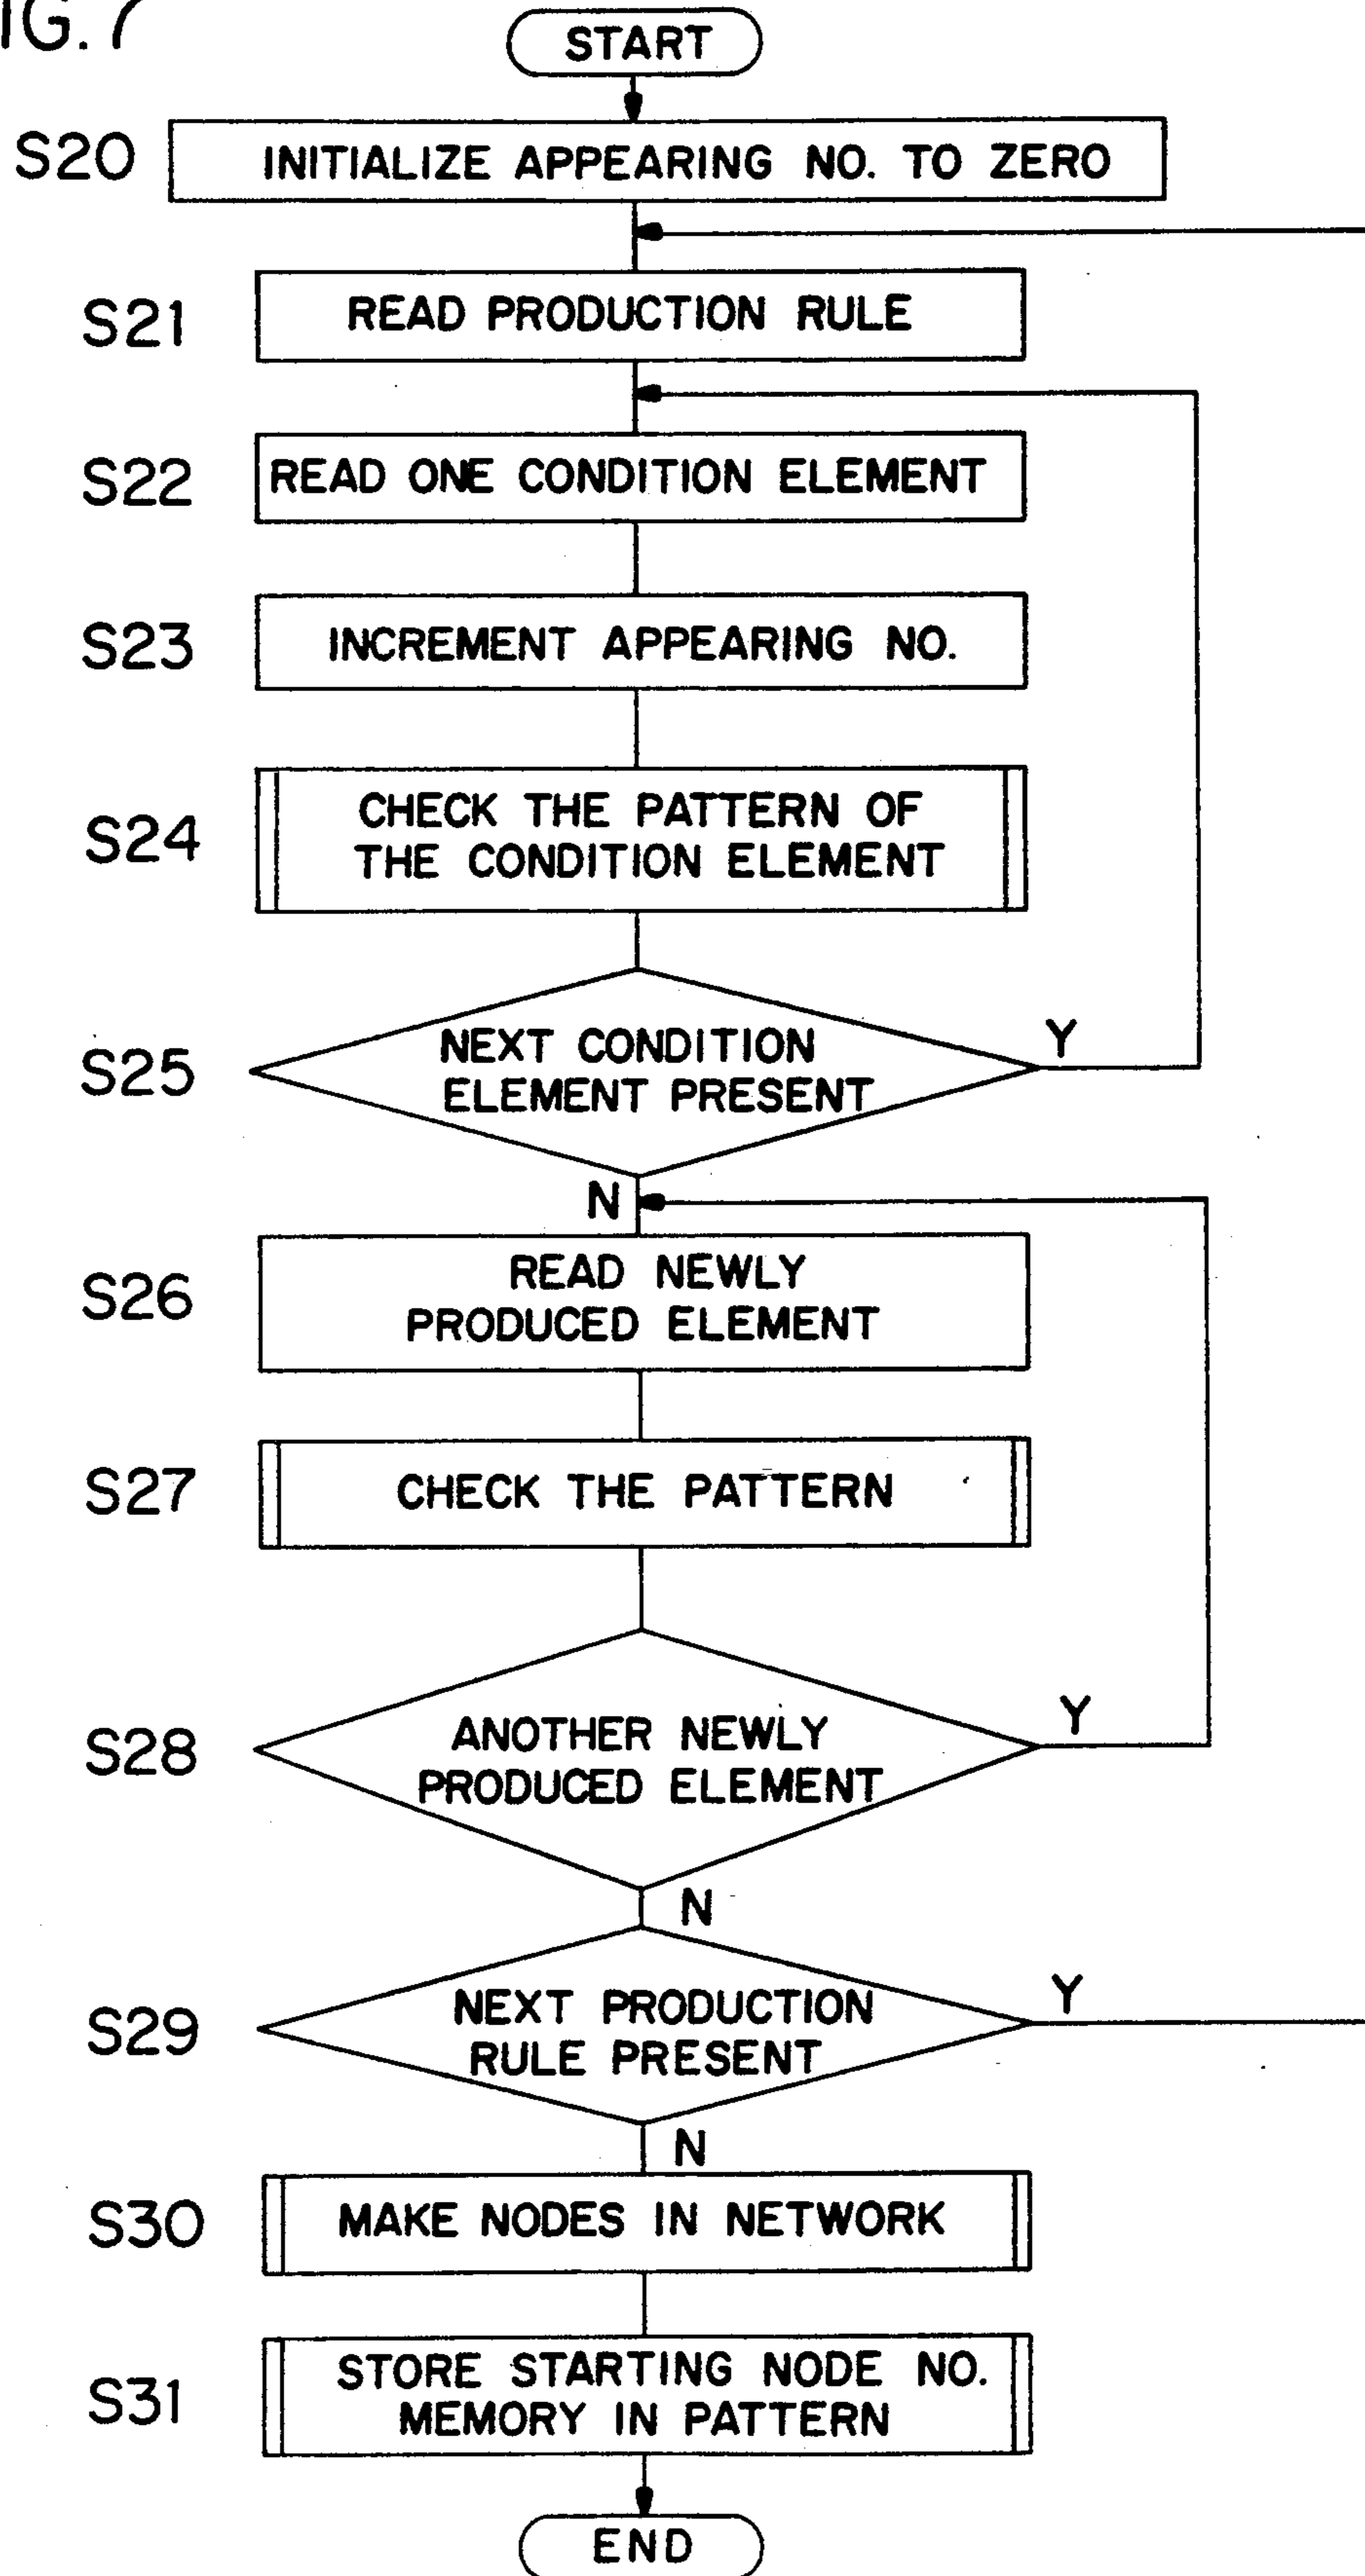 IG. 7
START
S20
INITIALIZE APPEARING NO. TO ZERO
S21
READ PRODUCTION RULE
S22
READ ONE CONDITION ELEMENT
S23
INCREMENT APPEARING NO.
S24
CHECK THE PATTERN OF
THE CONDITION ELEMENT
S25
NEXT CONDITION
ELEMENT PRESENT
Y
N
S26
READ NEWLY
PRODUCED ELEMENT
S27
CHECK THE PATTERN
S28
ANOTHER NEWLY
PRODUCED ELEMENT
Y
N
S29
NEXT PRODUCTION
RULE PRESENT
Y
N
S30
MAKE NODES IN NETWORK
S31
STORE STARTING NODE NO.
MEMORY IN PATTERN
END